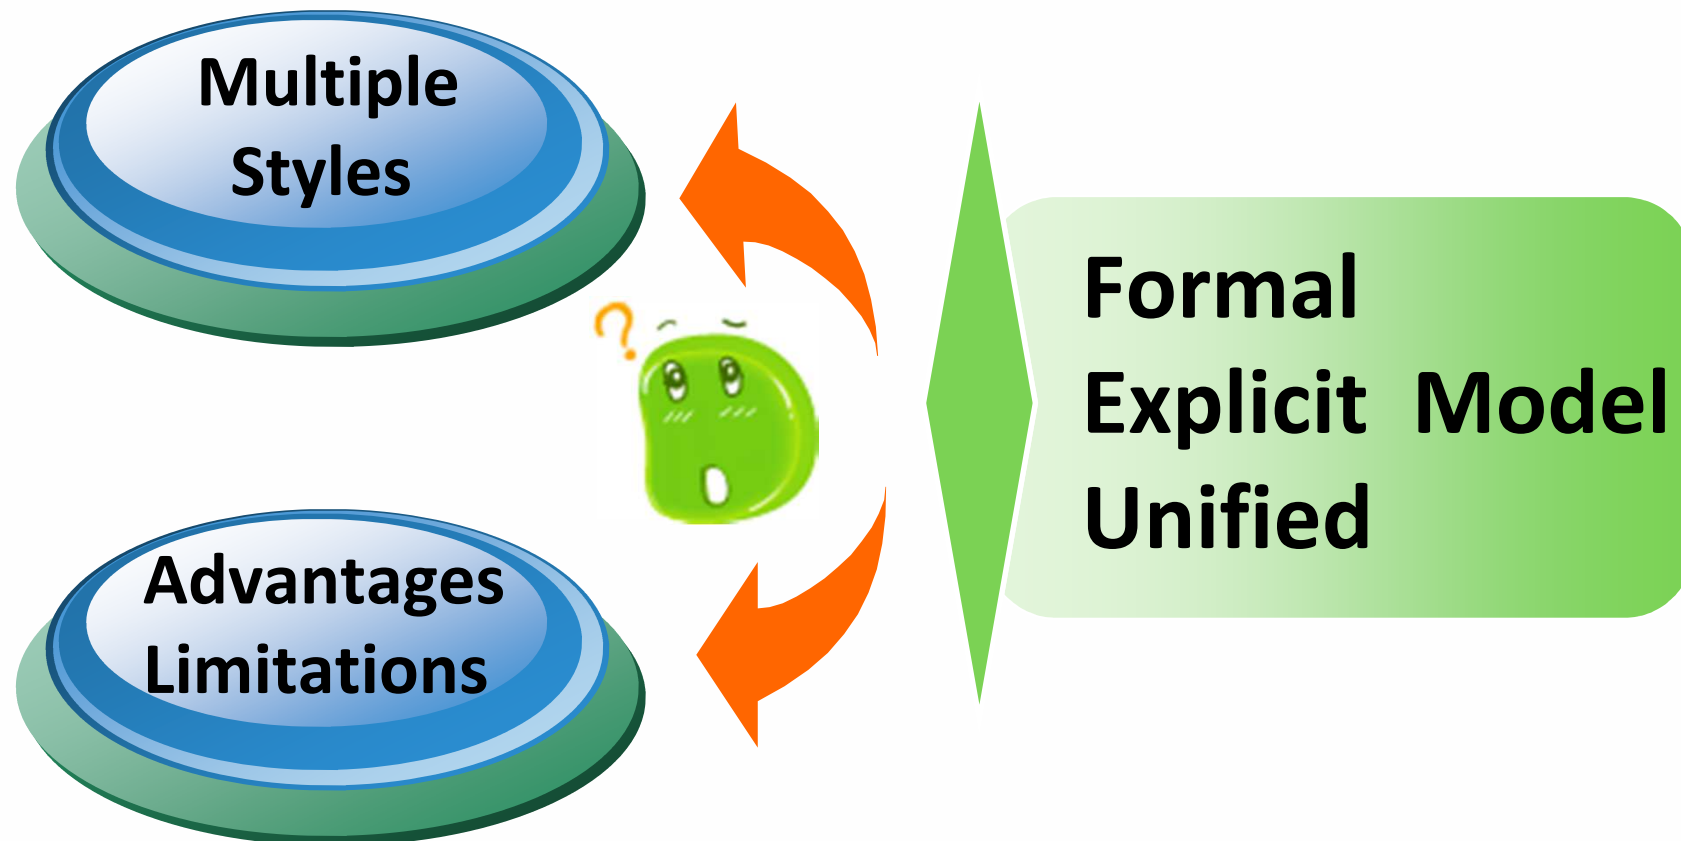 Multiple
Styles
?
Advantages
Limitations
Formal
Explicit Model
Unified